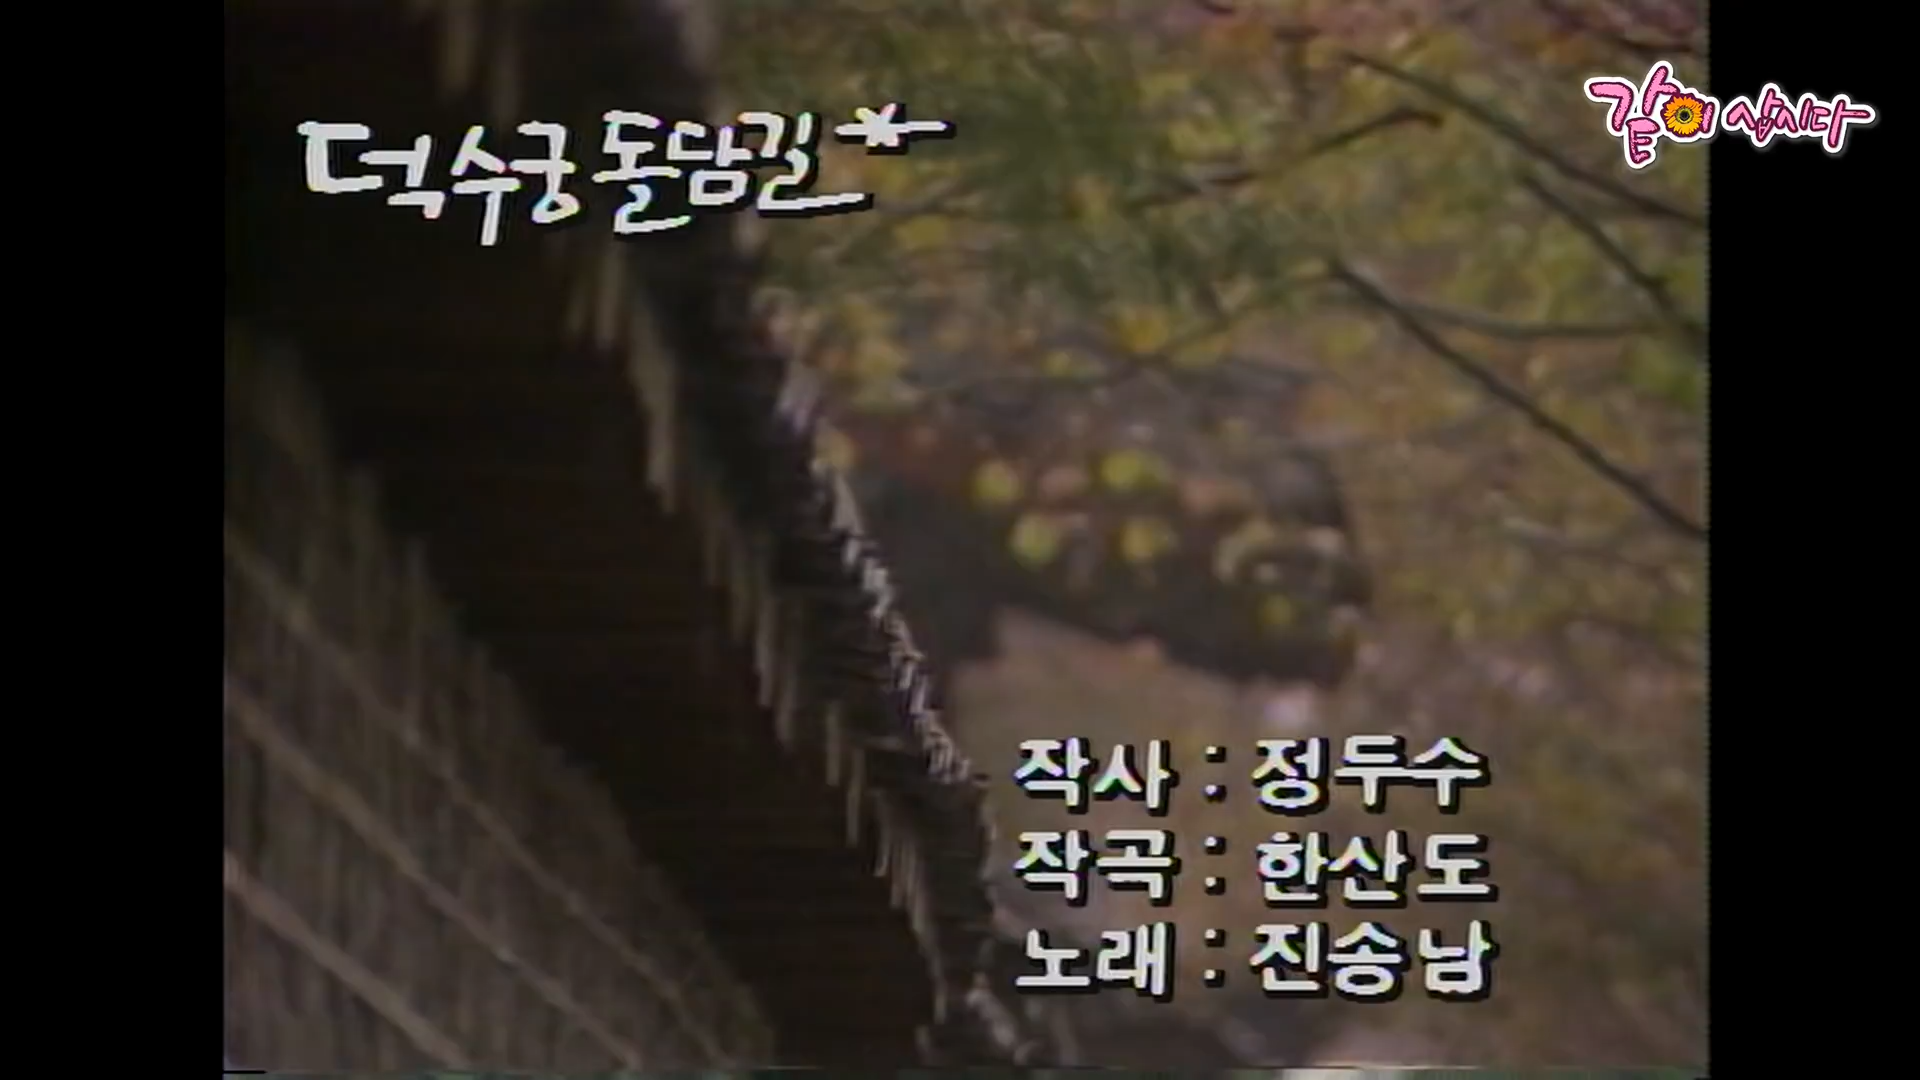 덕수궁 돌담길*
같이 삽시다
작사 : 정두수
작곡 : 한산도
노래 : 진송남